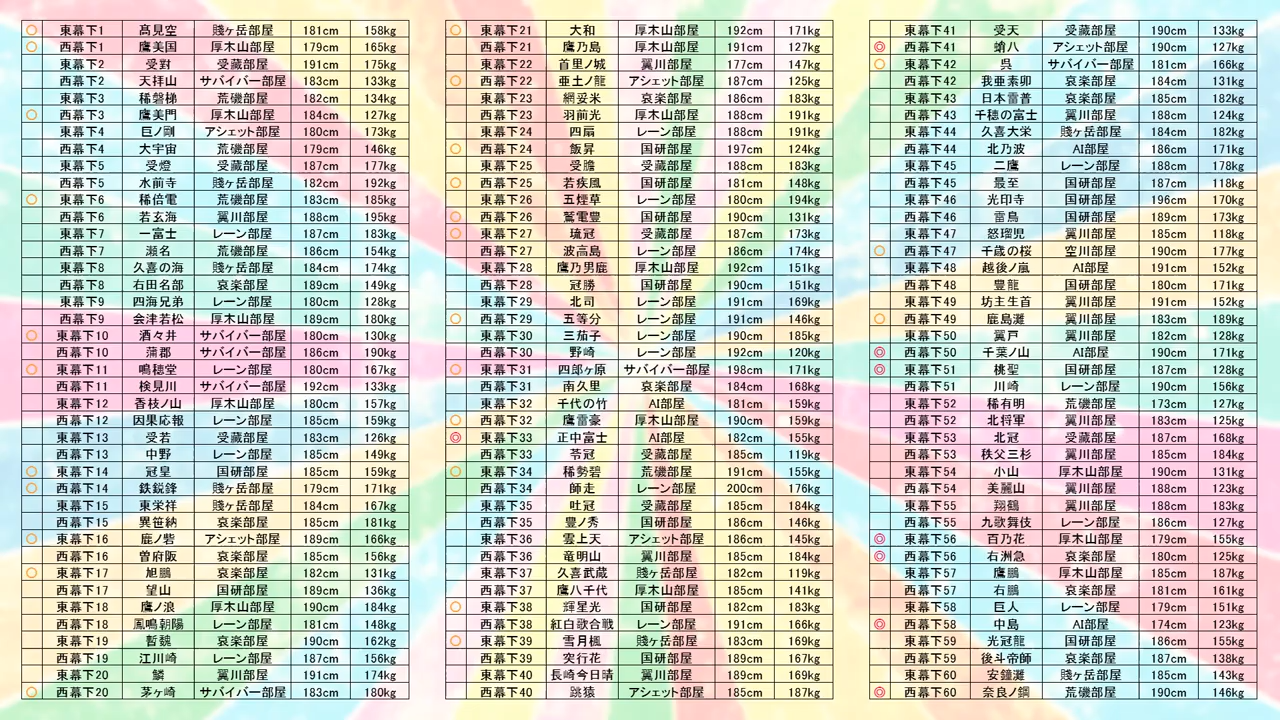 ○ 東幕下1 髙見空 賤ヶ岳部屋 181cm 158kg
○ 西幕下1 鷹美国 厚木山部屋 179cm 165kg
東幕下2 受對 受藏部屋 191cm 175kg
西幕下2 天拝山 サバイバー部屋 183cm 133kg
東幕下3 稀磐梯 荒磯部屋 182cm 134kg
○ 西幕下3 鷹美門 厚木山部屋 184cm 127kg
東幕下4 巨ノ剛 アシェット部屋 180cm 173kg
西幕下4 大宇宙 荒磯部屋 179cm 146kg
東幕下5 受燈 受藏部屋 187cm 177kg
西幕下5 水前寺 賤ヶ岳部屋 182cm 192kg
○ 東幕下6 稀倍電 荒磯部屋 183cm 185kg
西幕下6 若玄海 翼川部屋 188cm 195kg
東幕下7 一富士 レーン部屋 187cm 183kg
西幕下7 瀬名 荒磯部屋 186cm 154kg
東幕下8 久喜の海 賤ヶ岳部屋 184cm 174kg
西幕下8 右田名部 哀楽部屋 189cm 149kg
東幕下9 四海兄弟 レーン部屋 180cm 128kg
西幕下9 会津若松 厚木山部屋 189cm 180kg
○ 東幕下10 酒々井 サバイバー部屋 180cm 130kg
西幕下10 蒲郡 サバイバー部屋 186cm 190kg
○ 東幕下11 鳴穂堂 レーン部屋 180cm 167kg
西幕下11 検見川 サバイバー部屋 192cm 133kg
東幕下12 香枝ノ山 厚木山部屋 180cm 157kg
西幕下12 因果応報 レーン部屋 185cm 159kg
東幕下13 受若 受藏部屋 183cm 126kg
西幕下13 中野 レーン部屋 185cm 149kg
○ 東幕下14 冠皇 国研部屋 185cm 159kg
○ 西幕下14 鉄鋭鋒 賤ヶ岳部屋 179cm 171kg
東幕下15 東栄祥 賤ヶ岳部屋 184cm 167kg
西幕下15 異笹納 哀楽部屋 185cm 181kg
○ 東幕下16 鹿ノ砦 アシェット部屋 189cm 166kg
西幕下16 曽府阪 哀楽部屋 185cm 156kg
○ 東幕下17 旭鵬 哀楽部屋 182cm 131kg
西幕下17 望山 国研部屋 189cm 136kg
東幕下18 鷹ノ浪 厚木山部屋 190cm 184kg
西幕下18 鳳鳴朝陽 レーン部屋 181cm 148kg
東幕下19 暫魏 哀楽部屋 190cm 162kg
西幕下19 江川崎 レーン部屋 187cm 156kg
東幕下20 鱗 翼川部屋 191cm 174kg
○ 西幕下20 茅ヶ崎 サバイバー部屋 183cm 180kg
○ 東幕下21 大和 厚木山部屋 192cm 171kg
西幕下21 鷹乃島 厚木山部屋 191cm 127kg
東幕下22 首里ノ城 翼川部屋 177cm 147kg
○ 西幕下22 亜土ノ龍 アシェット部屋 187cm 125kg
東幕下23 網妥米 哀楽部屋 186cm 183kg
西幕下23 羽前光 厚木山部屋 188cm 191kg
東幕下24 四扇 レーン部屋 188cm 191kg
○ 西幕下24 飯昇 国研部屋 197cm 124kg
東幕下25 受膽 受藏部屋 188cm 183kg
○ 西幕下25 若疾風 国研部屋 181cm 148kg
東幕下26 五煙草 レーン部屋 180cm 194kg
○ 西幕下26 鷲電豊 国研部屋 190cm 131kg
○ 東幕下27 琉冠 受藏部屋 187cm 173kg
西幕下27 波高島 レーン部屋 186cm 174kg
東幕下28 鷹乃男鹿 厚木山部屋 192cm 151kg
西幕下28 冠勝 国研部屋 190cm 151kg
東幕下29 北司 レーン部屋 191cm 169kg
○ 西幕下29 五等分 レーン部屋 191cm 146kg
東幕下30 三茄子 レーン部屋 190cm 185kg
西幕下30 野崎 レーン部屋 192cm 120kg
○ 東幕下31 四郎ヶ原 サバイバー部屋 198cm 171kg
西幕下31 南久里 哀楽部屋 184cm 168kg
東幕下32 千代の竹 AI部屋 181cm 159kg
○ 西幕下32 鷹雷豪 厚木山部屋 190cm 159kg
◎ 東幕下33 正中富士 AI部屋 182cm 155kg
西幕下33 苓冠 受藏部屋 185cm 119kg
○ 東幕下34 稀勢碧 荒磯部屋 191cm 155kg
西幕下34 師走 レーン部屋 200cm 176kg
東幕下35 吐冠 受藏部屋 185cm 184kg
西幕下35 豊ノ秀 国研部屋 186cm 146kg
東幕下36 雲上天 アシェット部屋 186cm 145kg
西幕下36 竜明山 翼川部屋 185cm 184kg
東幕下37 久喜武蔵 賤ヶ岳部屋 182cm 119kg
西幕下37 鷹八千代 厚木山部屋 185cm 141kg
○ 東幕下38 輝星光 国研部屋 182cm 183kg
西幕下38 紅白歌合戦 レーン部屋 191cm 166kg
○ 東幕下39 雪月楓 賤ヶ岳部屋 183cm 169kg
西幕下39 突行花 国研部屋 189cm 167kg
東幕下40 長崎今日晴 翼川部屋 189cm 169kg
西幕下40 跳猿 アシェット部屋 185cm 187kg
東幕下41 受天 受藏部屋 190cm 133kg
◎ 西幕下41 蛸八 アシェット部屋 190cm 127kg
○ 東幕下42 呉 サバイバー部屋 181cm 166kg
西幕下42 我亜素卯 哀楽部屋 184cm 131kg
東幕下43 日本雷普 哀楽部屋 185cm 182kg
西幕下43 千穂の富士 翼川部屋 188cm 124kg
東幕下44 久喜大栄 賤ヶ岳部屋 184cm 182kg
西幕下44 北乃波 AI部屋 186cm 171kg
東幕下45 二鷹 レーン部屋 188cm 178kg
西幕下45 最至 国研部屋 187cm 118kg
東幕下46 光印寺 国研部屋 196cm 170kg
西幕下46 雷鳥 国研部屋 189cm 173kg
東幕下47 怒瑠児 翼川部屋 185cm 118kg
○ 西幕下47 千歳の桜 空川部屋 190cm 177kg
東幕下48 越後ノ嵐 AI部屋 191cm 152kg
西幕下48 豊龍 国研部屋 180cm 171kg
東幕下49 坊主生首 翼川部屋 191cm 152kg
○ 西幕下49 鹿島灘 翼川部屋 183cm 189kg
東幕下50 翼戸 翼川部屋 182cm 128kg
◎ 西幕下50 千葉ノ山 AI部屋 190cm 171kg
◎ 東幕下51 桃聖 国研部屋 187cm 128kg
西幕下51 川崎 レーン部屋 190cm 156kg
東幕下52 稀有明 荒磯部屋 173cm 127kg
西幕下52 北将軍 翼川部屋 183cm 125kg
東幕下53 北冠 レーン部屋 187cm 168kg
西幕下53 秩父三杉 翼川部屋 185cm 184kg
東幕下54 小山 厚木山部屋 190cm 131kg
西幕下54 美麗山 翼川部屋 188cm 123kg
東幕下55 翔鶴 翼川部屋 188cm 183kg
西幕下55 九歌舞伎 レーン部屋 186cm 127kg
◎ 東幕下56 百乃花 厚木山部屋 179cm 155kg
◎ 西幕下56 右洲急 哀楽部屋 180cm 125kg
東幕下57 鷹鵬 厚木山部屋 185cm 187kg
西幕下57 右鵬 哀楽部屋 181cm 161kg
東幕下58 巨人 レーン部屋 179cm 151kg
◎ 西幕下58 中島 AI部屋 174cm 123kg
東幕下59 光冠龍 国研部屋 186cm 155kg
西幕下59 後斗帝師 哀楽部屋 187cm 138kg
東幕下60 安鐘灘 賤ヶ岳部屋 185cm 143kg
◎ 西幕下60 奈良ノ鋼 荒磯部屋 190cm 146kg